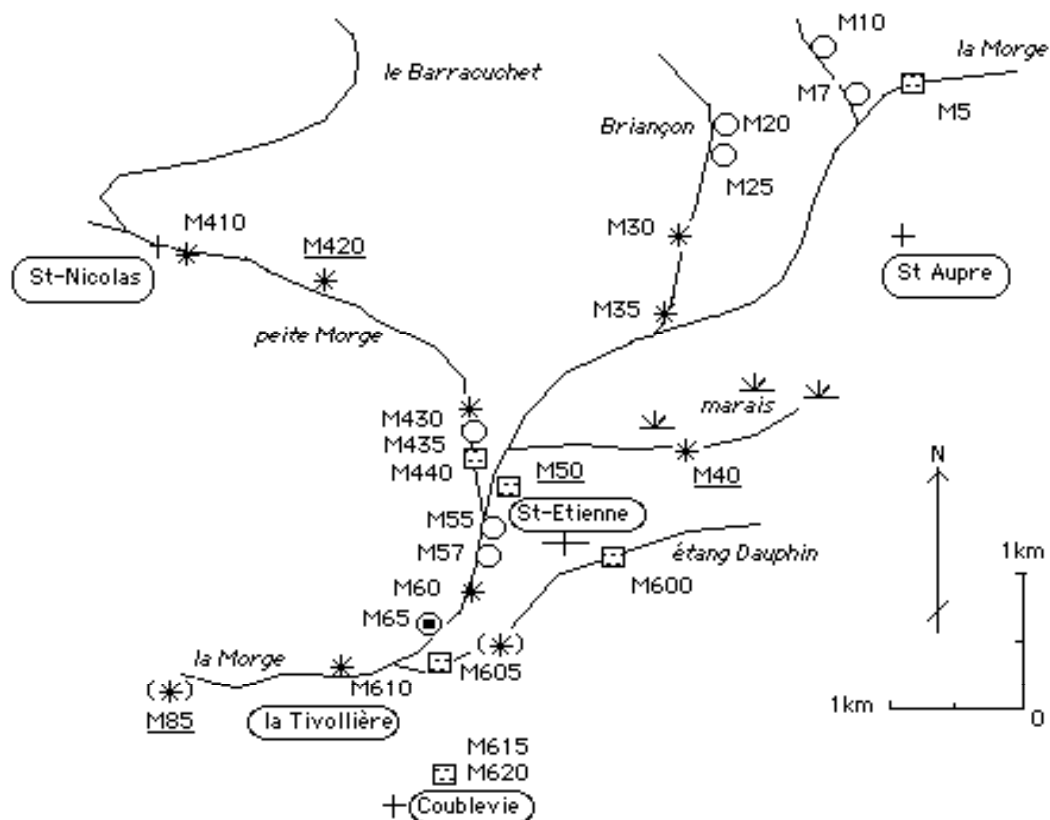 M10
la Morge
le Barraouchet
M7
M5
Briançon
M20
M25
M410
M30
M420
St-Nicolas
St Aupre
M35
peite Morge
marais
M430
M435
M440
M50
M40
N
St-Etienne
M55
M57
étang Dauphin
1km
M60
M600
M65
la Morge
M605
M610
M85
la Tivollière
1km
0
M615
M620
Coublevie